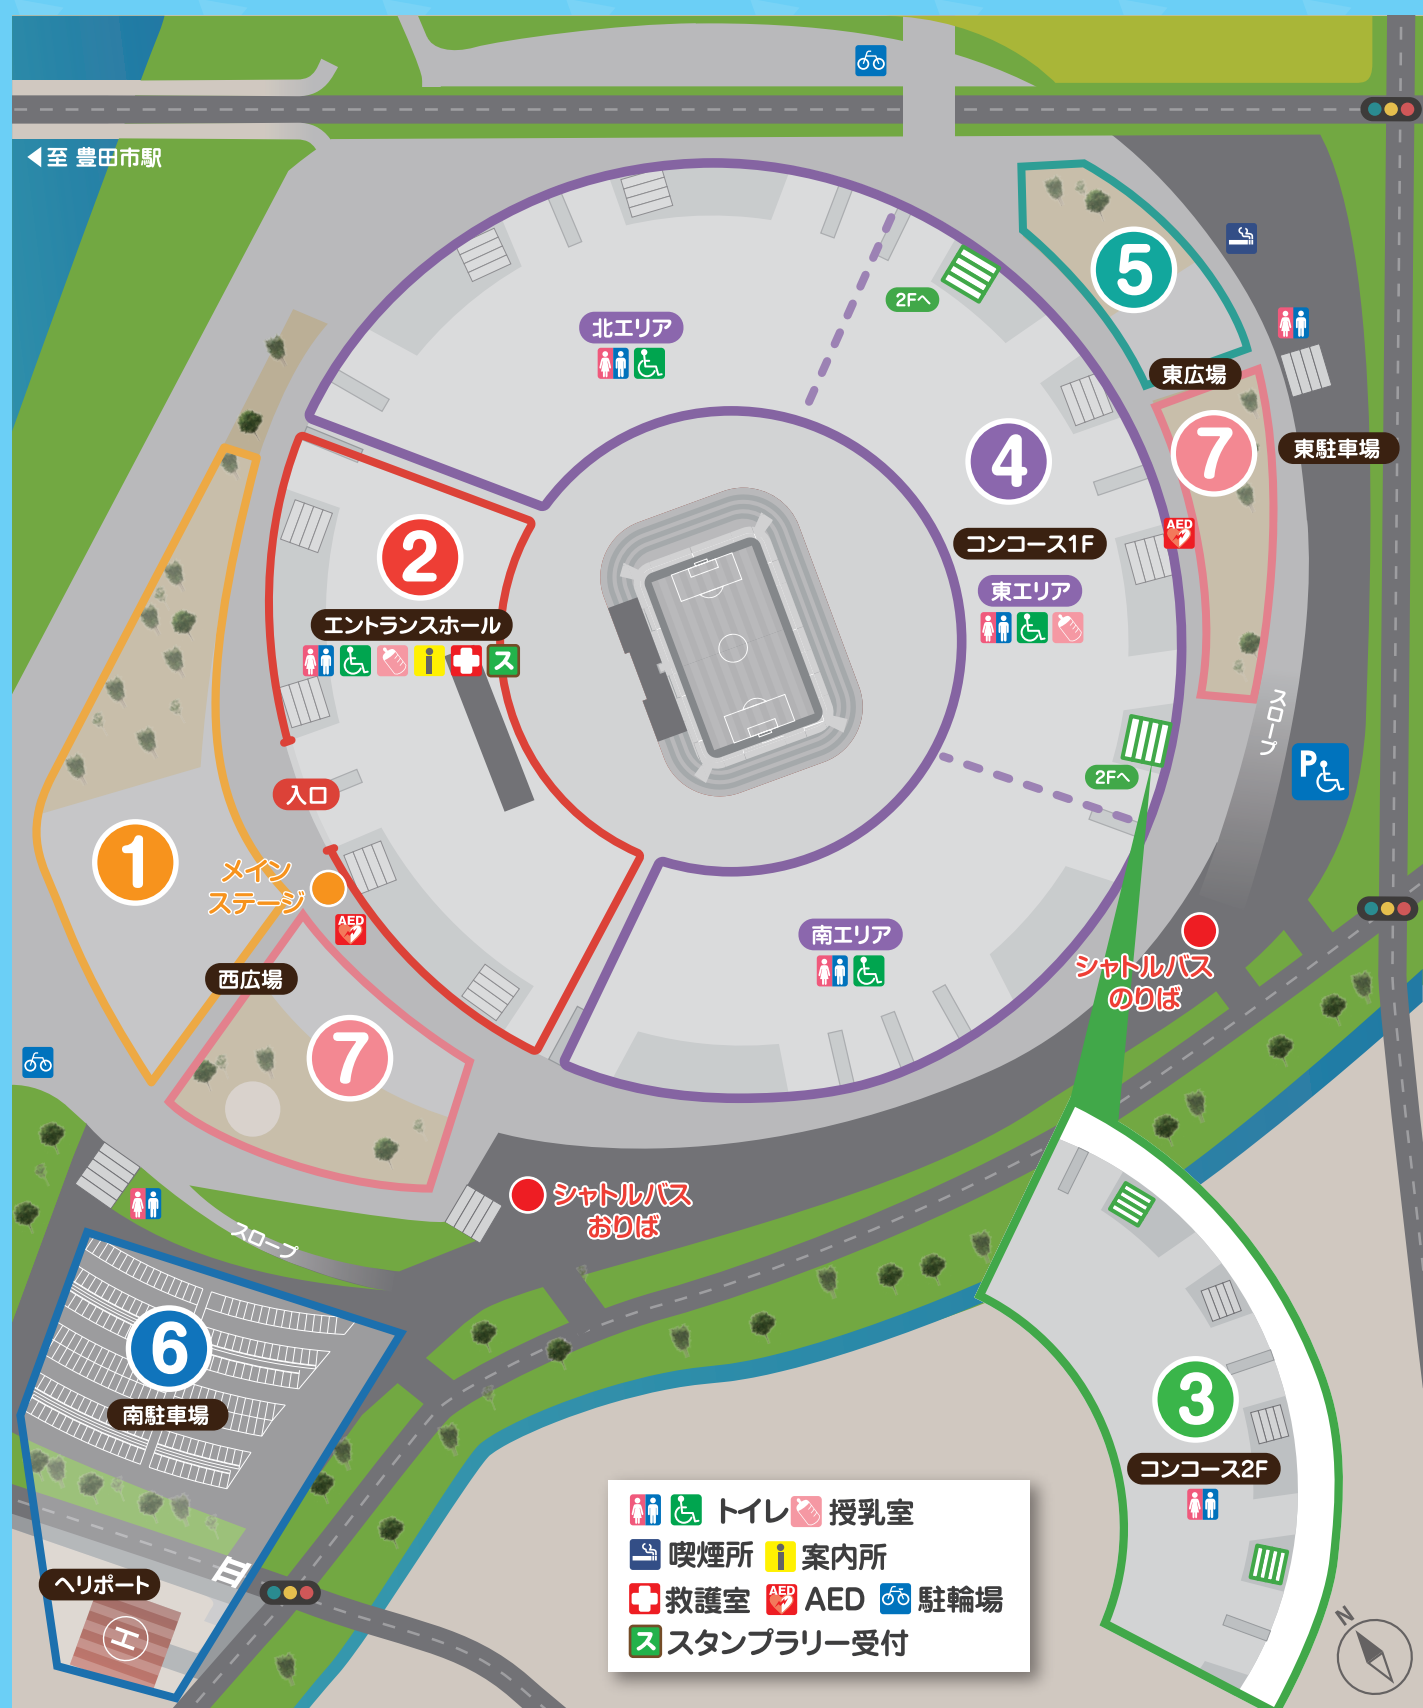 至 豊田市駅
5
2Fへ
北エリア
東広場
7
東駐車場
4
コンコース1F
東エリア
AED
2
エントランスホール
i
ス
スロープ
P
2Fへ
入口
1
メイン
ステージ
AED
西広場
南エリア
シャトルバス
のりば
7
シャトルバス
おりば
スロープ
6
南駐車場
3
コンコース2F
ヘリポート
H
トイレ
授乳室
喫煙所
i
案内所
救護室
AED
AED
駐輪場
ス
スタンプラリー受付
N